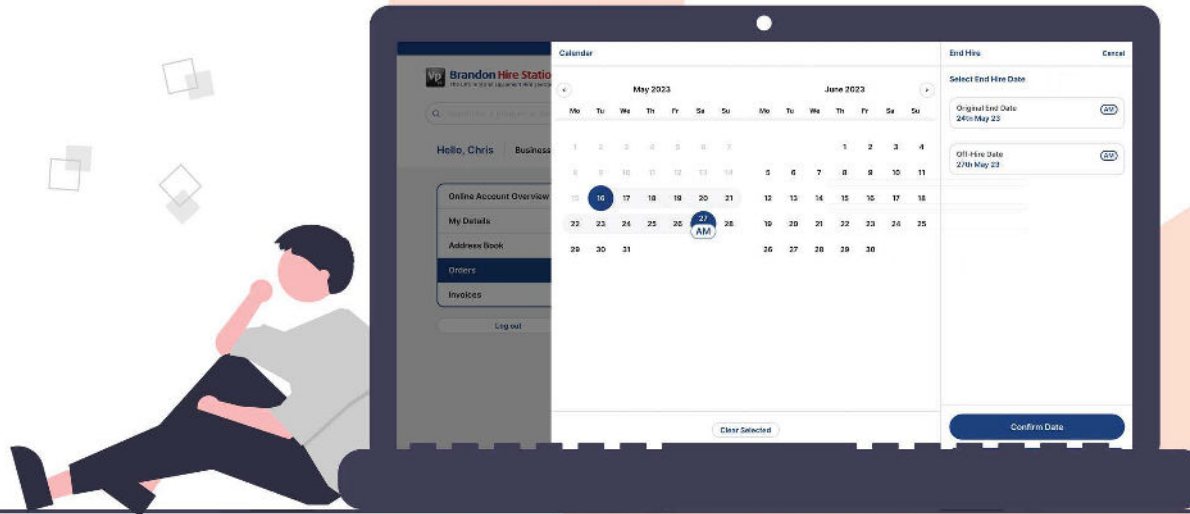 Calendar
End Hire
Cancel
Vp
Brandon Hire Statio
Hello, Chris
Business
Online Account Overview
My Details
Address Book
Orders
Invoices
Log out
May 2023
June 2023
Mo Tu We Th Fr Sa Su
Mo Tu We Th Fr Sa Su
1 2 3 4 5 6 7
1 2 3 4
8 9 10 11 12 13 14
5 6 7 8 9 10 11
15 16 17 18 19 20 21
12 13 14 15 16 17 18
22 23 24 25 26 27 AM 28
19 20 21 22 23 24 25
29 30 31
26 27 28 29 30
Clear Selected
Select End Hire Date
Original End Date
AM
24th May 23
Off-Hire Date
AM
27th May 23
Confirm Date